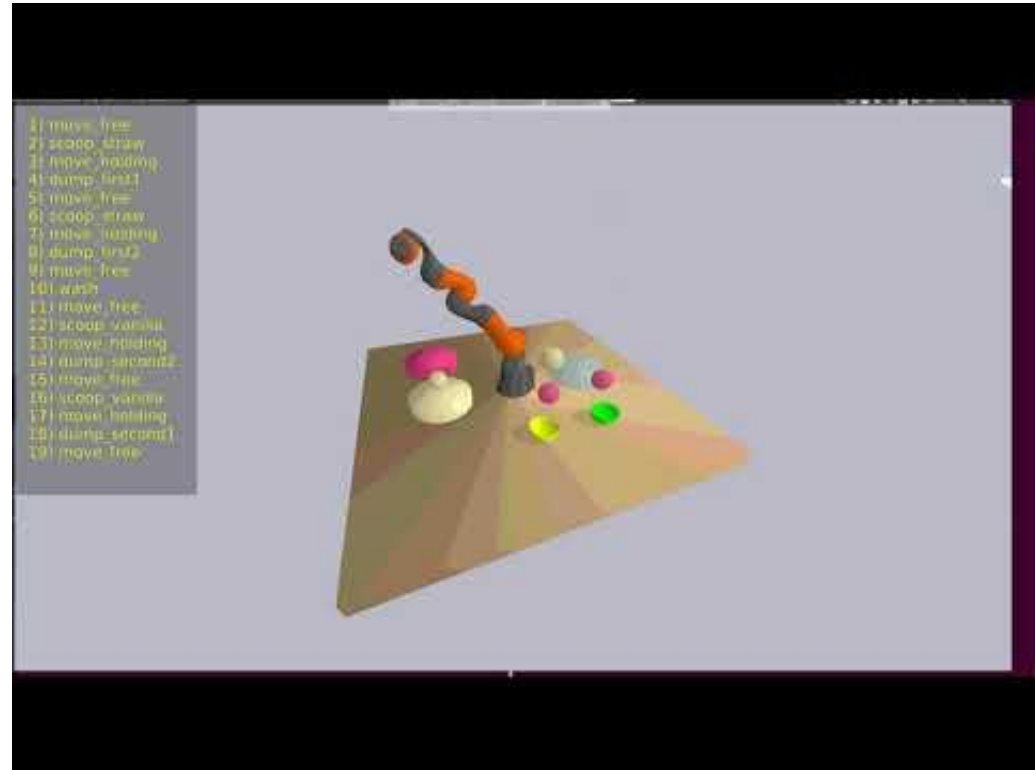 1) move_free
2) scoop_straw
3) move_holding
4) dump_first1
5) move_free
6) scoop_straw
7) move_holding
8) dump_first2
9) move_free
10) wash
11) move_free
12) scoop_vanilla
13) move_holding
14) dump_second2
15) move_free
16) scoop_vanilla
17) move_holding
18) dump_second1
19) move_free